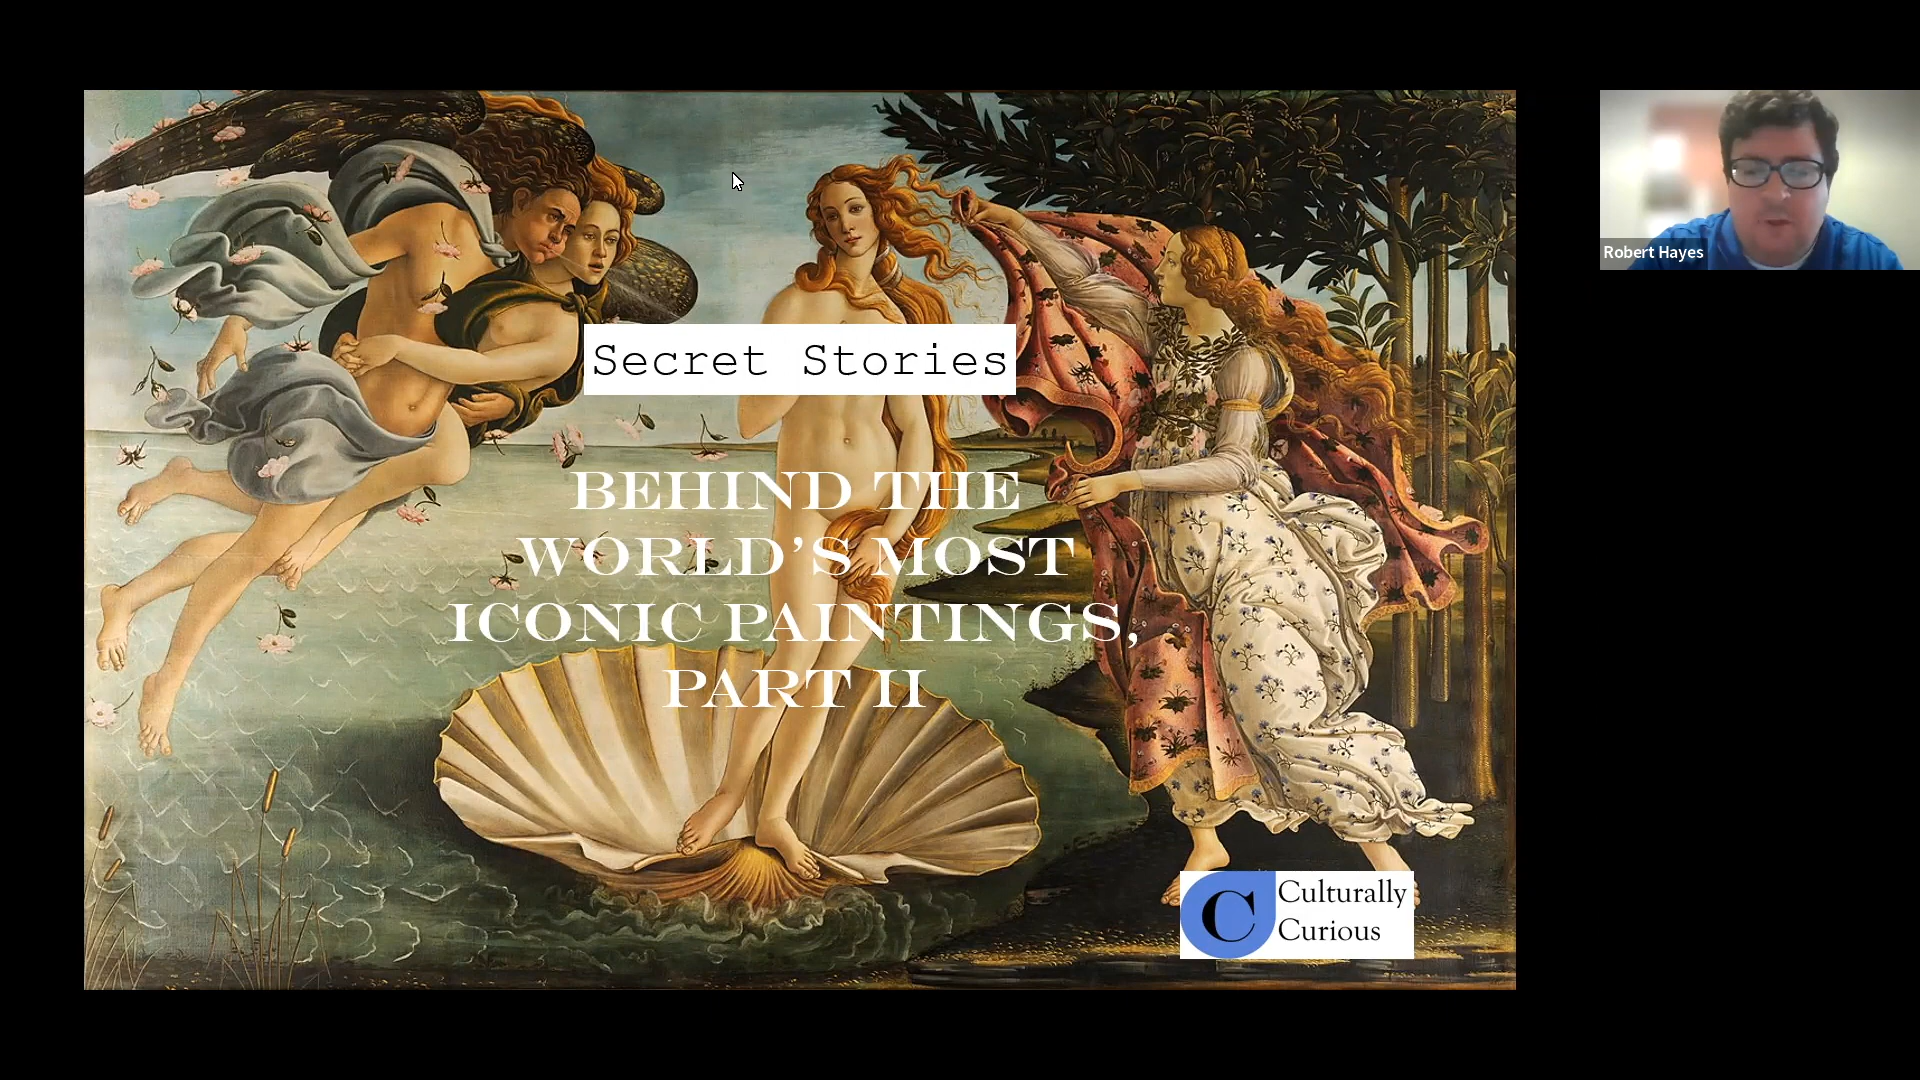 Secret Stories
BEHIND THE
WORLD’S MOST
ICONIC PAINTINGS,
PART II
C
Culturally
Curious
Robert Hayes